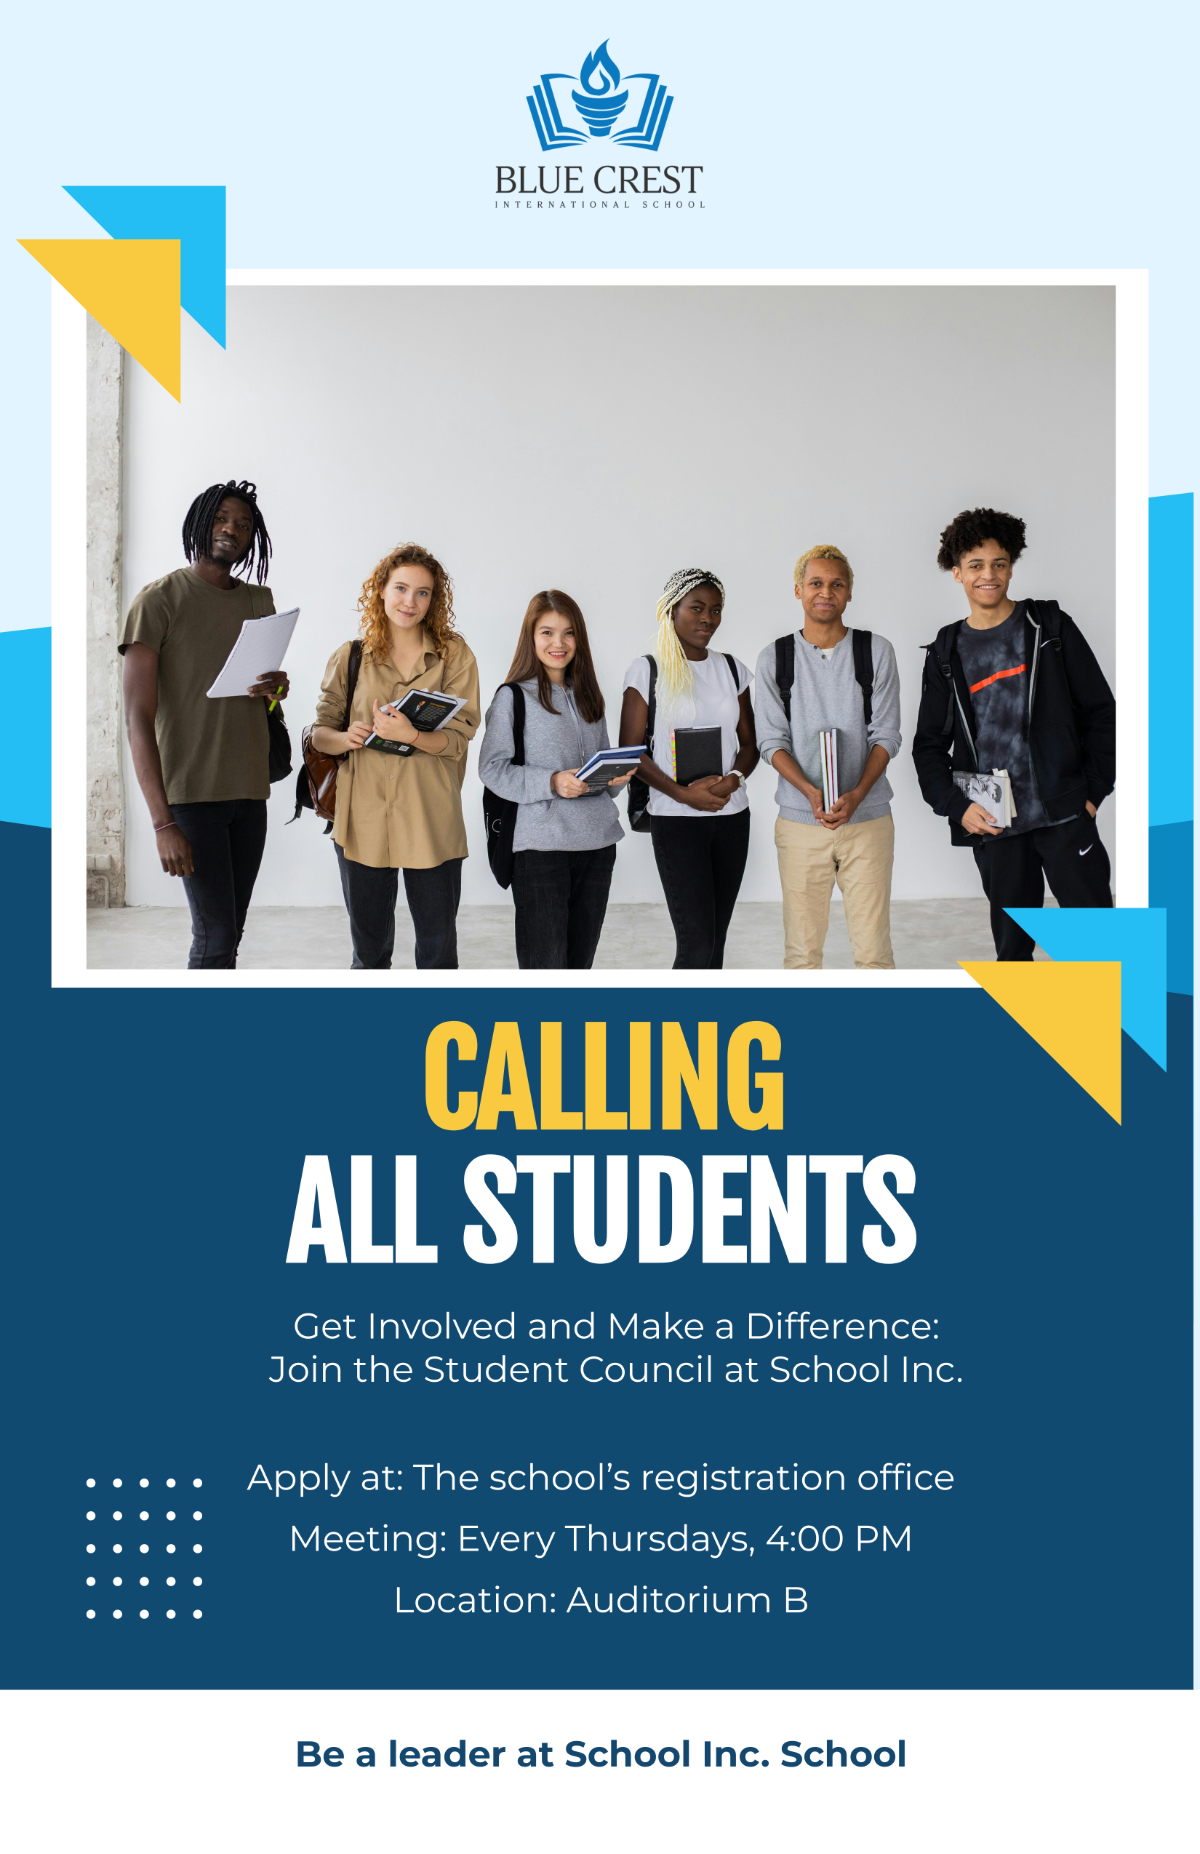 BLUE CREST
INTERNATIONAL SCHOOL
CALLING
ALL STUDENTS
Get Involved and Make a Difference:
Join the Student Council at School Inc.
Apply at: The school’s registration office
Meeting: Every Thursdays, 4:00 PM
Location: Auditorium B
Be a leader at School Inc. School